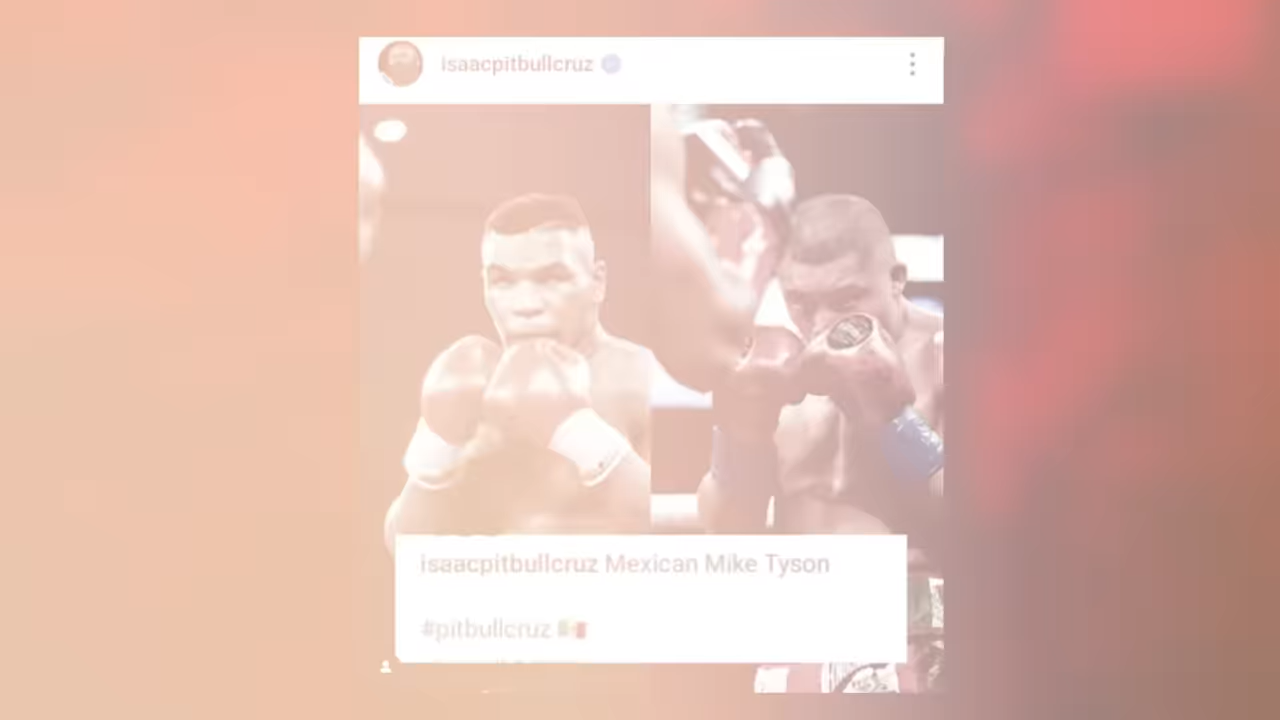 isaacpitbullcruz
isaacpitbullcruz Mexican Mike Tyson
#pitbullcruz 🇲🇽